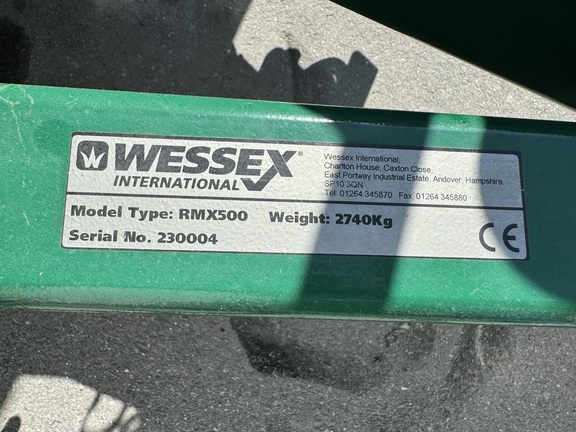 WESSEX®
INTERNATIONAL
Wessex International,
Charlton House, Caxton Close
East Portway Industrial Estate, Andover, Hampshire,
SP10 3QN
Tel: 01264 345870 Fax: 01264 345880
Model Type: RMX500 Weight: 2740Kg
Serial No. 230004
CE